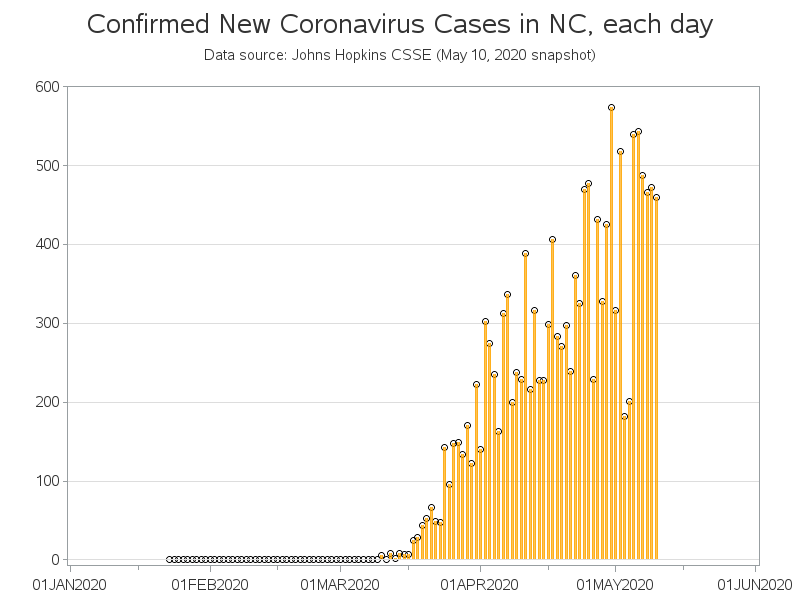 Confirmed New Coronavirus Cases in NC, each day
Data source: Johns Hopkins CSSE (May 10, 2020 snapshot)
600
500
400
300
200
100
0
01JAN2020 01FEB2020 01MAR2020 01APR2020 01MAY2020 01JUN2020